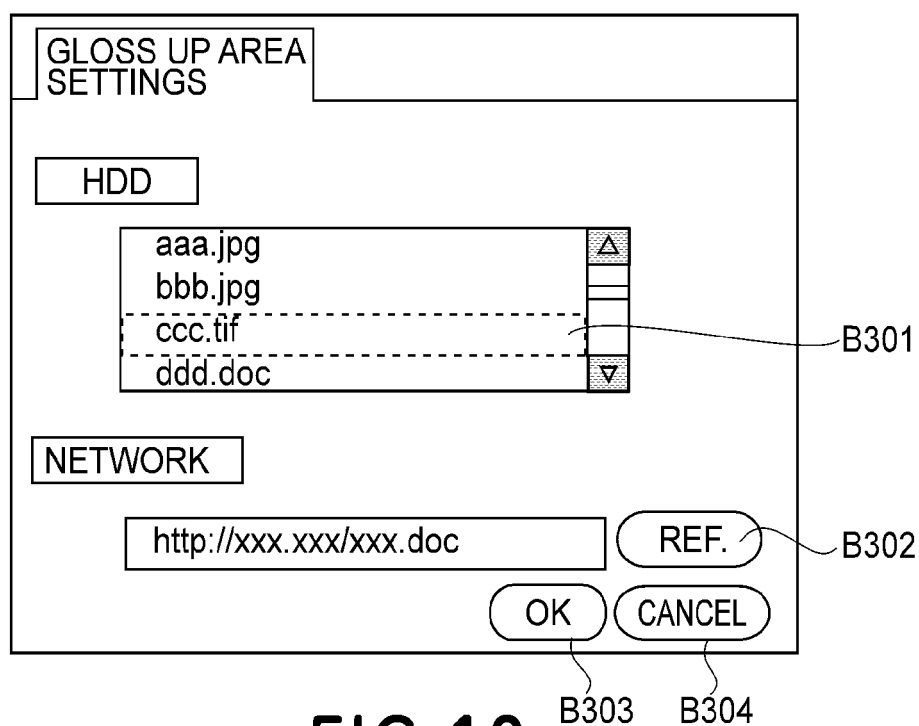 GLOSS UP AREA
SETTINGS
HDD
aaa.jpg
bbb.jpg
ccc.tif
B301
ddd.doc
NETWORK
http://xxx.xxx/xxx.doc
REF.
B302
OK
CANCEL
B303
B304